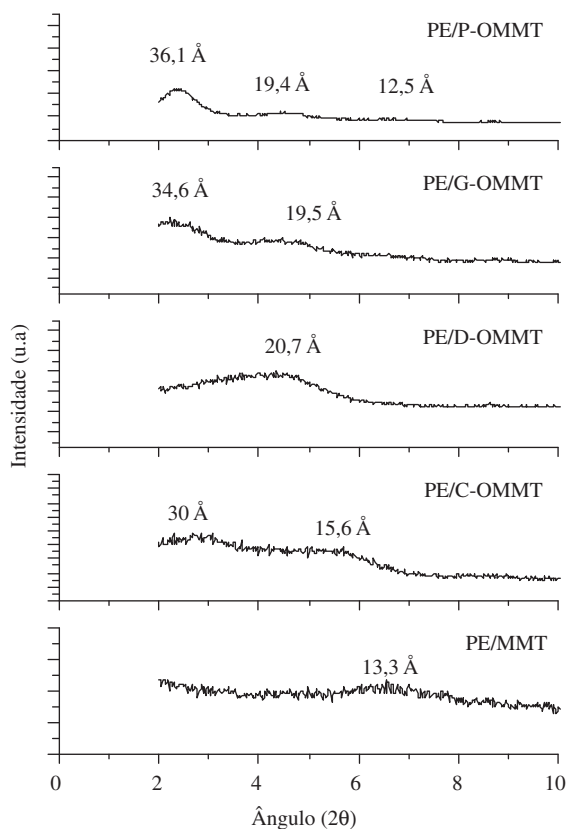 PE/P-OMMT
36,1 Å
19,4 Å
12,5 Å
PE/G-OMMT
34,6 Å
19,5 Å
PE/D-OMMT
20,7 Å
PE/C-OMMT
30 Å
15,6 Å
PE/MMT
13,3 Å
Intensidade (u.a)
0 2 4 6 8 10
Ângulo (2θ)